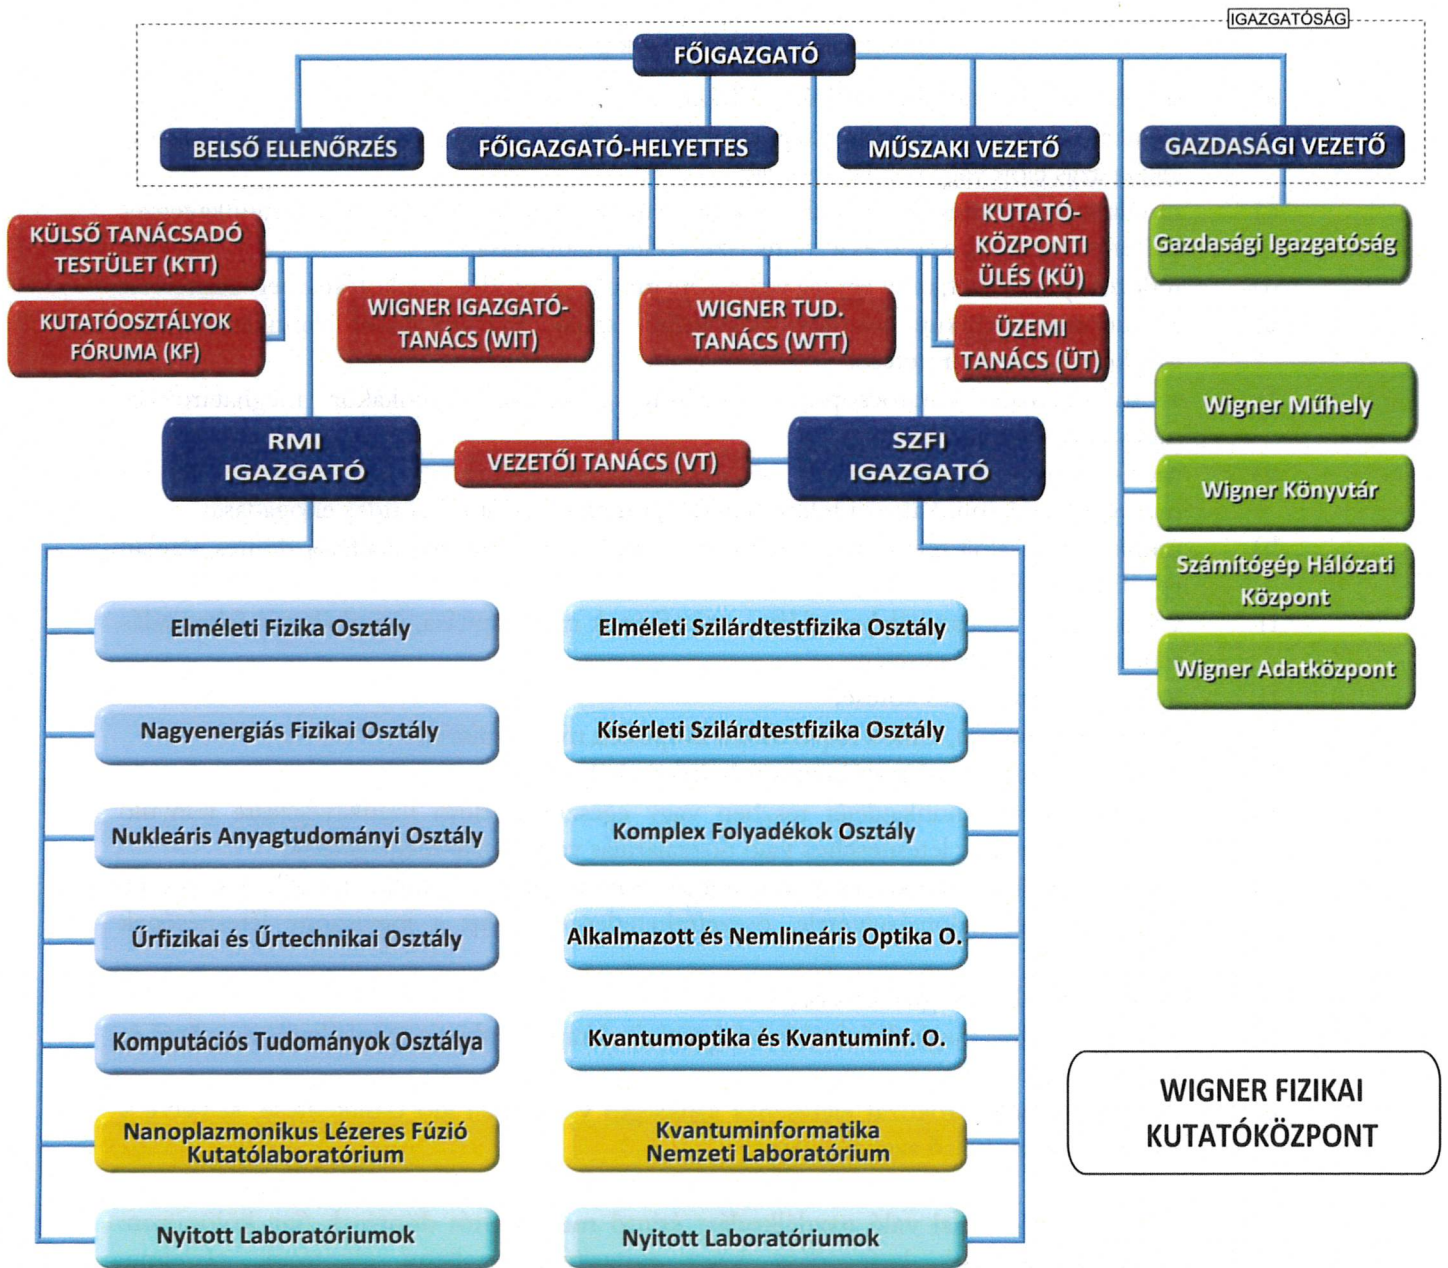 IGAZGATÓSÁG
FŐIGAZGATÓ
BELSŐ ELLENŐRZÉS
FŐIGAZGATÓ-HELYETTES
MŰSZAKI VEZETŐ
GAZDASÁGI VEZETŐ
KÜLSŐ TANÁCSADÓ
TESTÜLET (KTT)
KUTATÓ-
KÖZPONTI
ÜLÉS (KÜ)
Gazdasági Igazgatóság
KUTATÓOSZTÁLYOK
FÓRUMA (KF)
WIGNER IGAZGATÓ-
TANÁCS (WIT)
WIGNER TUD.
TANÁCS (WTT)
ÜZEMI
TANÁCS (ÜT)
Wigner Műhely
RMI
IGAZGATÓ
VEZETŐI TANÁCS (VT)
SZFI
IGAZGATÓ
Wigner Könyvtár
Számítógép Hálózati
Központ
Wigner Adatközpont
Elméleti Fizika Osztály
Nagyenergiás Fizikai Osztály
Nukleáris Anyagtudományi Osztály
Űrfizikai és Űrtechnikai Osztály
Komputációs Tudományok Osztálya
Nanoplazmonikus Lézeres Fúzió
Kutatólaboratórium
Nyitott Laboratóriumok
Elméleti Szilárdtestfizika Osztály
Kísérleti Szilárdtestfizika Osztály
Komplex Folyadékok Osztály
Alkalmazott és Nemlineáris Optika O.
Kvantumoptika és Kvantuminf. O.
Kvantuminformatika
Nemzeti Laboratórium
Nyitott Laboratóriumok
WIGNER FIZIKAI
KUTATÓKÖZPONT